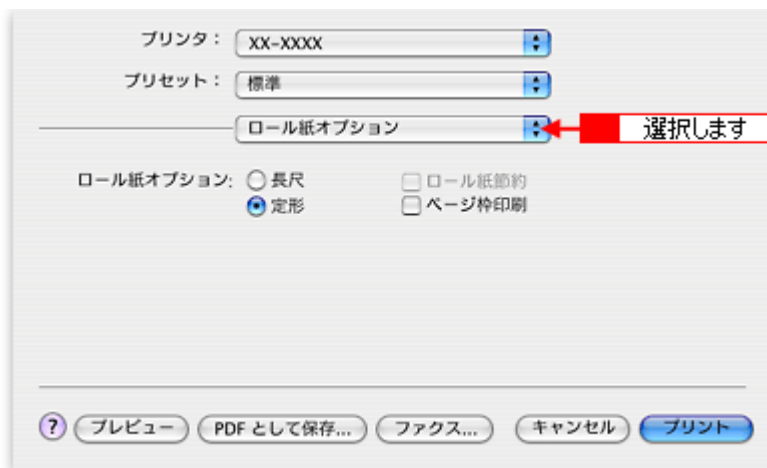 プリンタ： XX-XXXX
プリセット： 標準
ロール紙オプション 選択します
ロール紙オプション: 長尺 ロール紙節約
定形 ページ枠印刷
? プレビュー PDF として保存... ファクス... キャンセル プリント